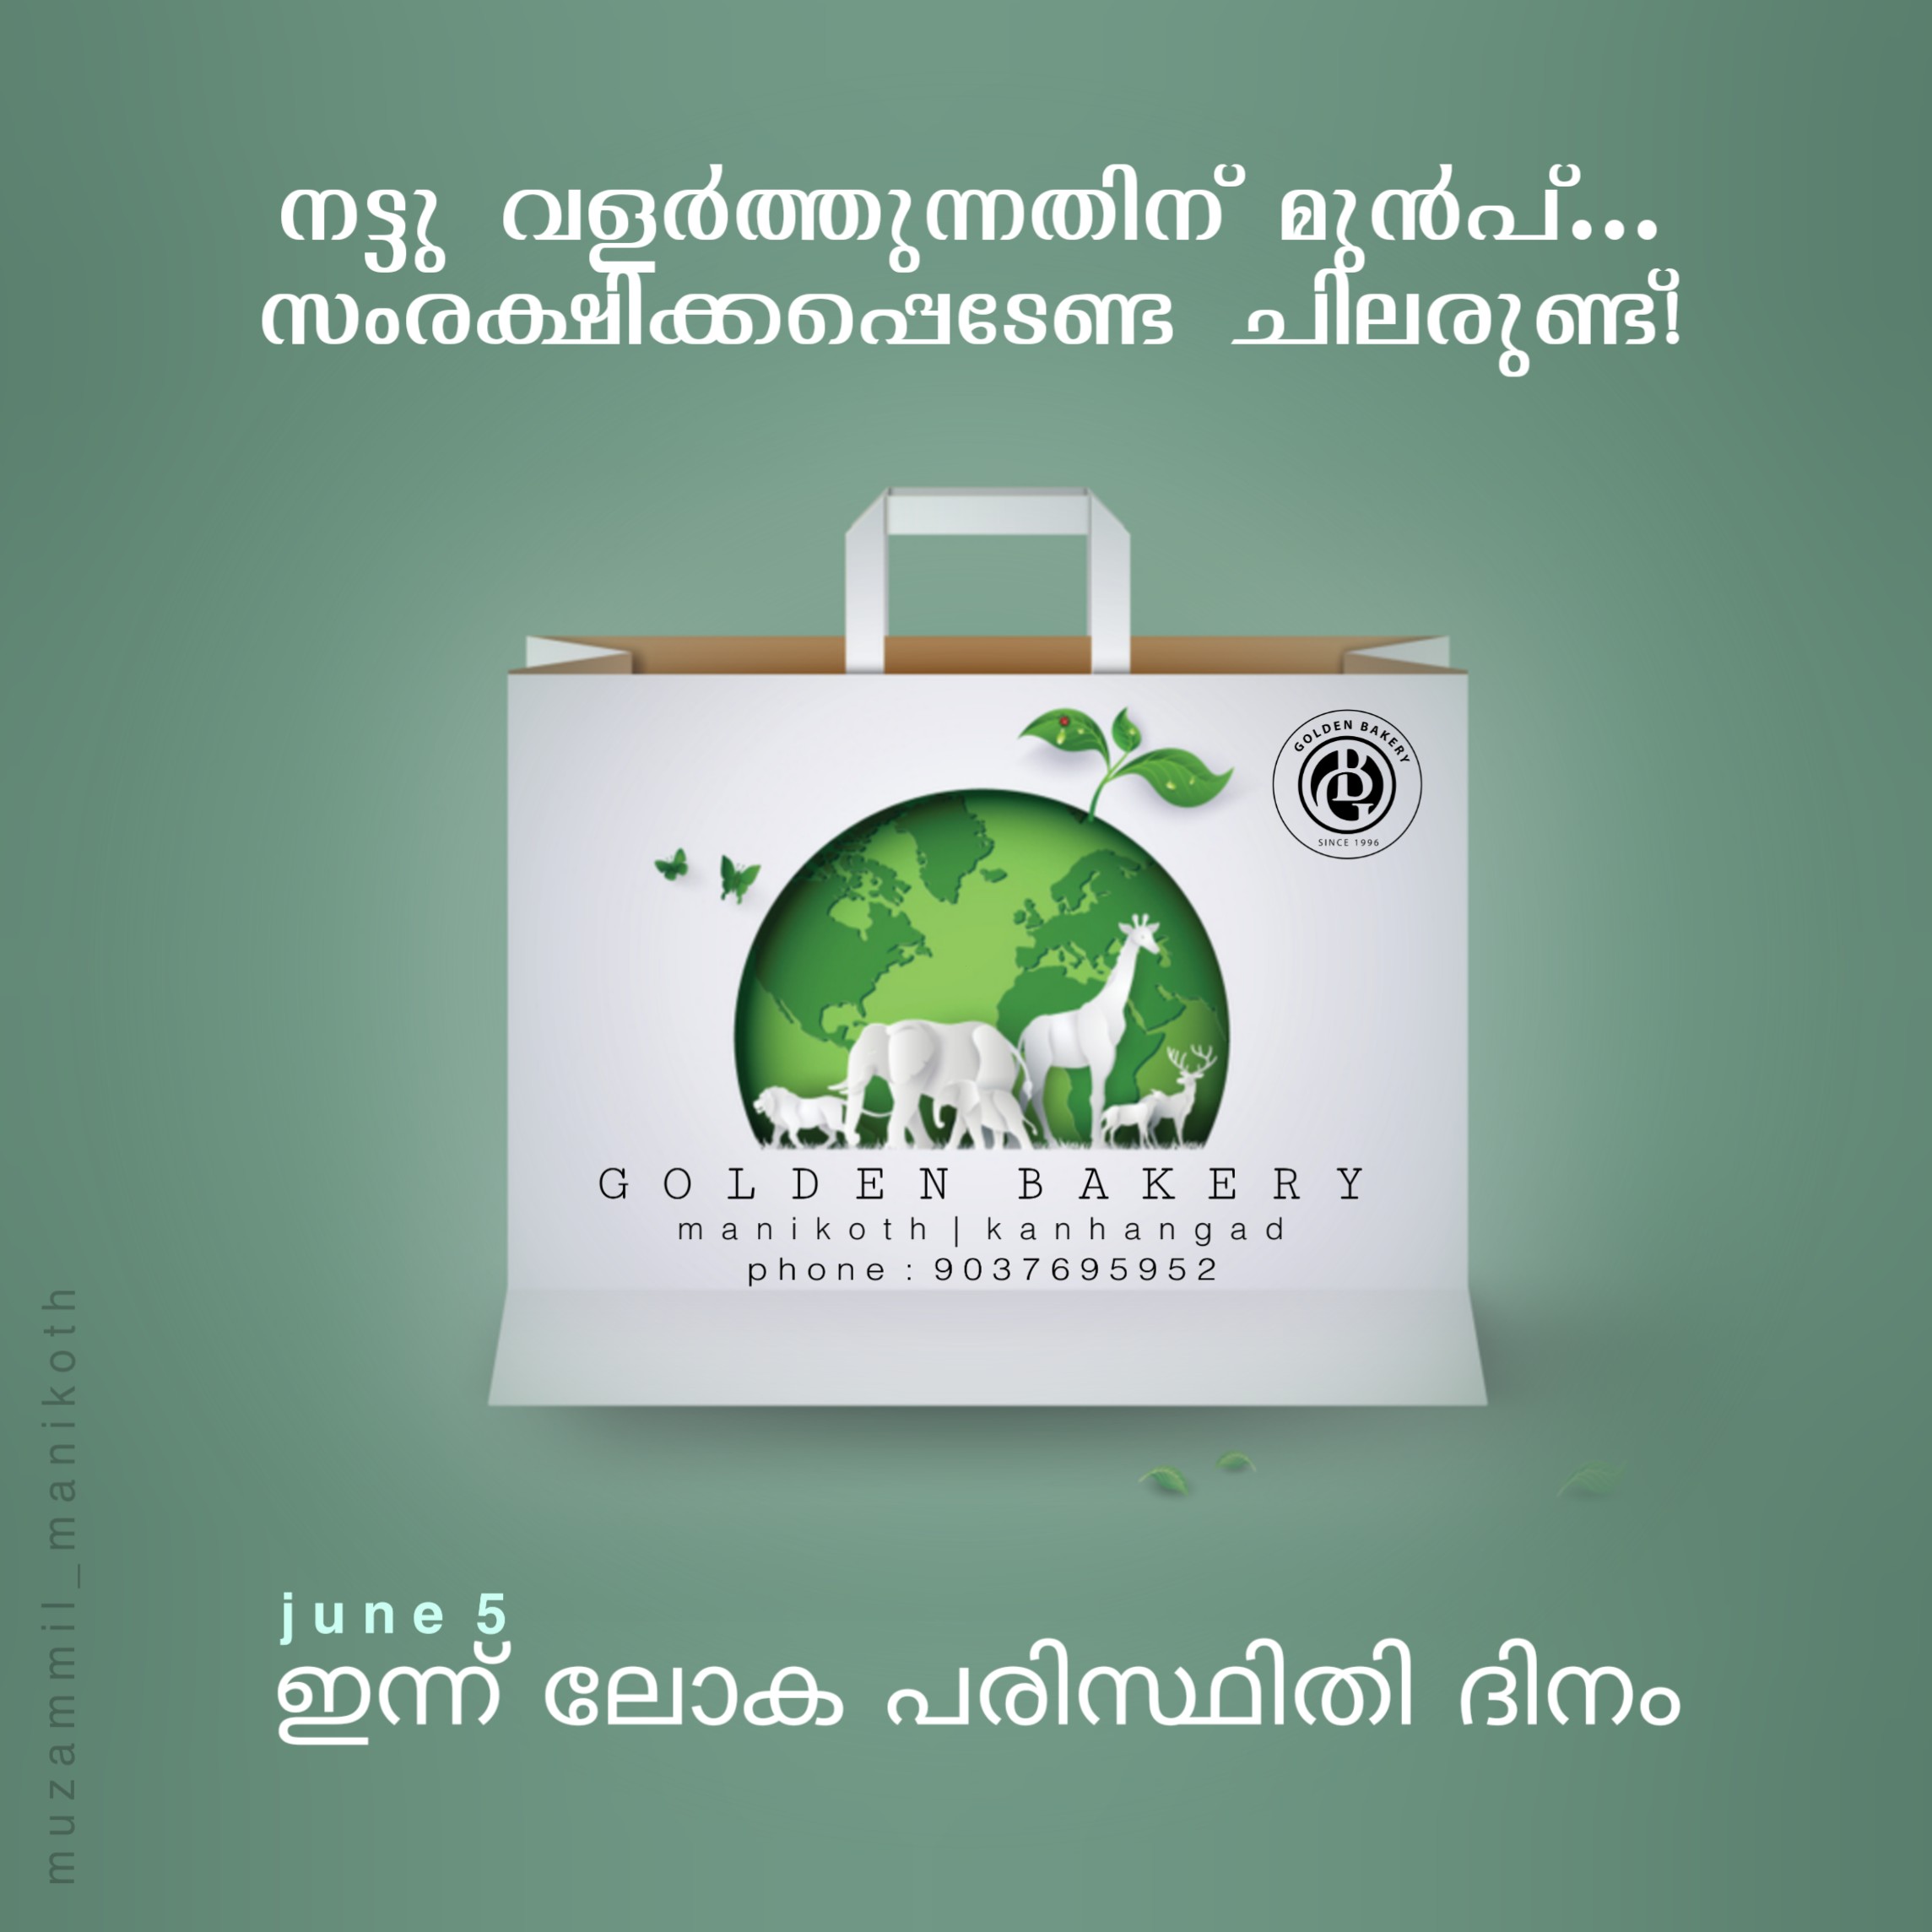 നട്ടു വളർത്തുന്നതിന് മുൻപ്...
സംരക്ഷിക്കപ്പെടേണ്ട ചിലരുണ്ട്!
GOLDEN BAKERY
BG
SINCE 1996
GOLDEN BAKERY
manikoth | kanhangad
phone : 9037695952
muzammil_manikoth
june 5
ഇന്ന് ലോക പരിസ്ഥിതി ദിനം